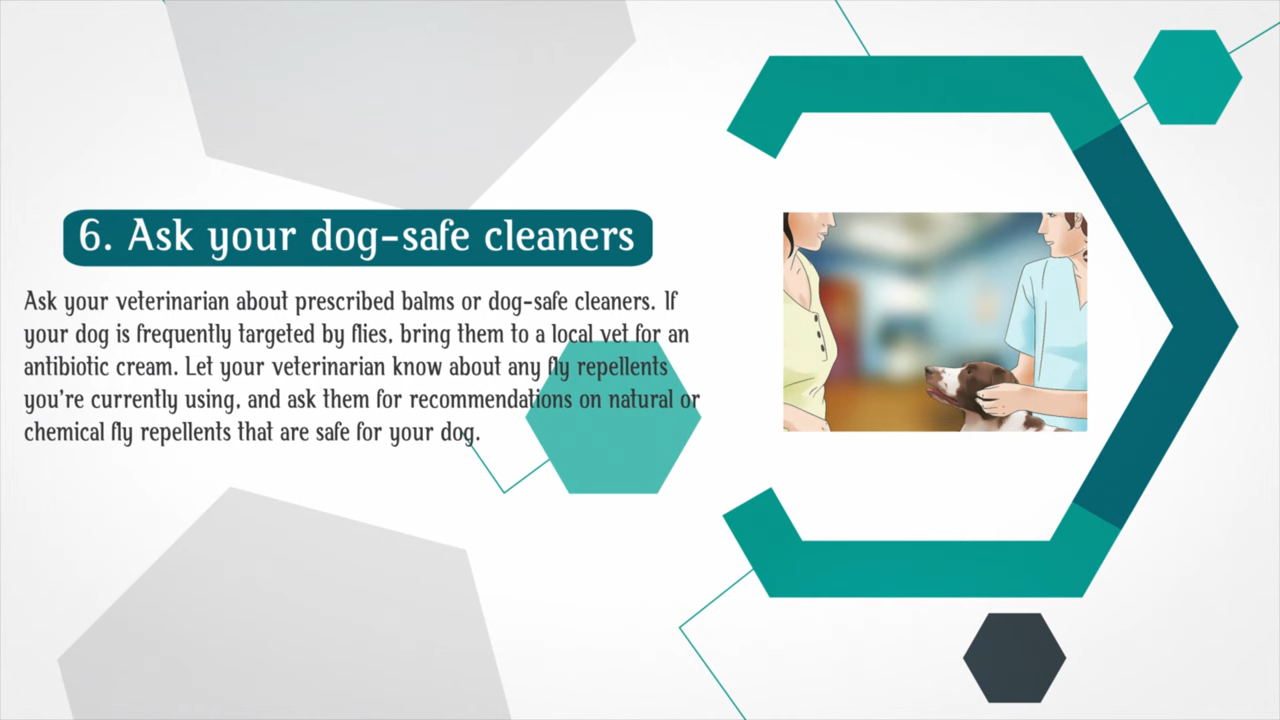 6. Ask your dog-safe cleaners
Ask your veterinarian about prescribed balms or dog-safe cleaners. If
your dog is frequently targeted by flies, bring them to a local vet for an
antibiotic cream. Let your veterinarian know about any fly repellents
you're currently using, and ask them for recommendations on natural or
chemical fly repellents that are safe for your dog.